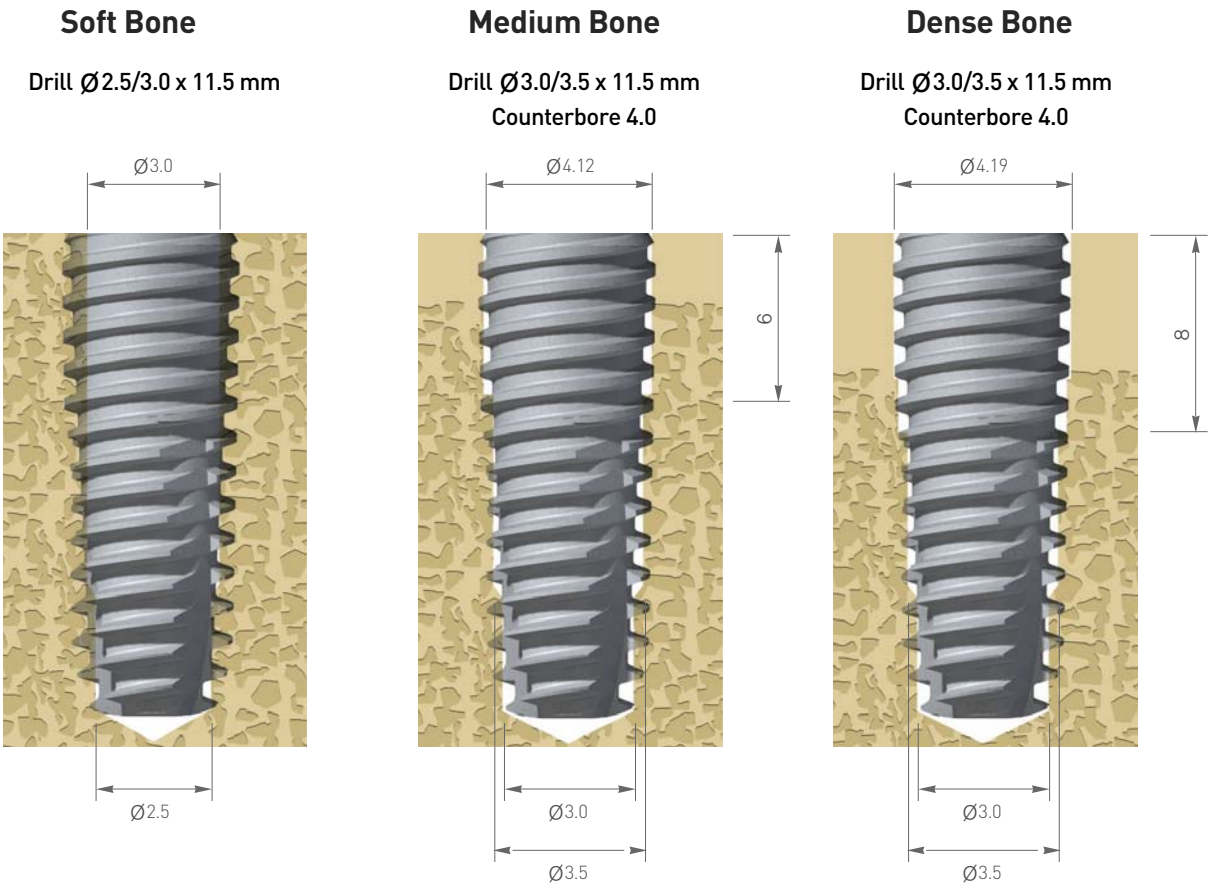 Soft Bone
Drill Ø2.5/3.0 x 11.5 mm
Ø3.0
Ø2.5
Medium Bone
Drill Ø3.0/3.5 x 11.5 mm
Counterbore 4.0
Ø4.12
6
Ø3.0
Ø3.5
Dense Bone
Drill Ø3.0/3.5 x 11.5 mm
Counterbore 4.0
Ø4.19
8
Ø3.0
Ø3.5